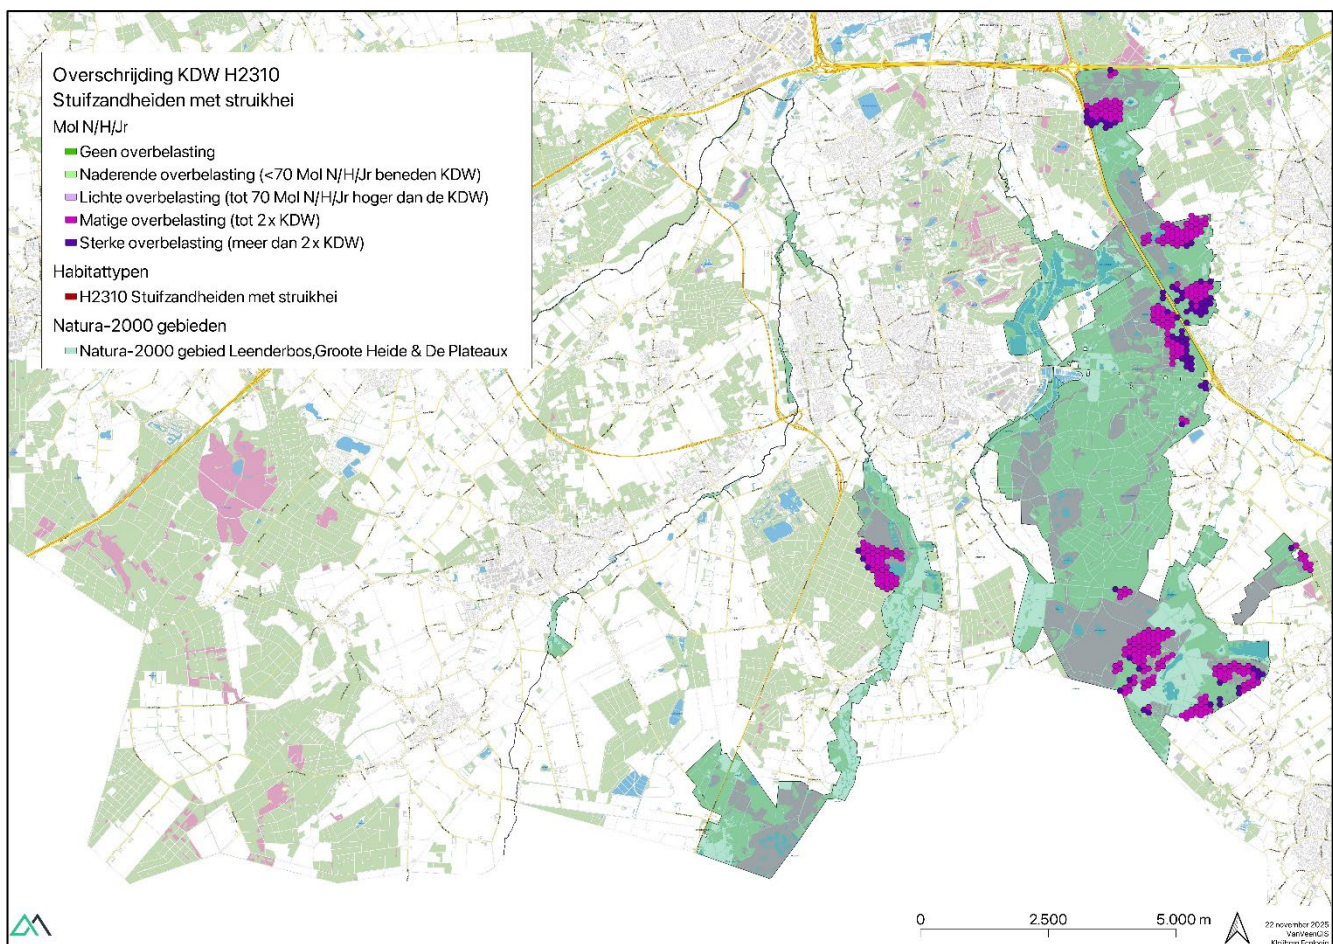 Overschrijding KDW H2310
Stuifzandheiden met struikhei
Mol N/H/Jr
Geen overbelasting
Naderende overbelasting (<70 Mol N/H/Jr beneden KDW)
Lichte overbelasting (tot 70 Mol N/H/Jr hoger dan de KDW)
Matige overbelasting (tot 2x KDW)
Sterke overbelasting (meer dan 2x KDW)
Habitattypen
H2310 Stuifzandheiden met struikhei
Natura-2000 gebieden
Natura-2000 gebied Leenderbos,Groote Heide & De Plateaux
0 2.500 5.000 m
22 november 2025
VanVeenGIS